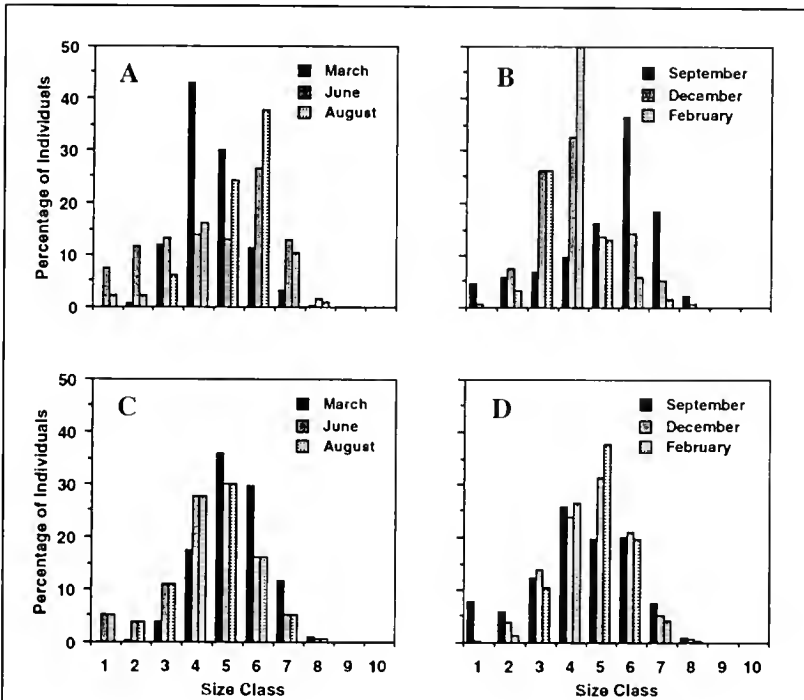 50
40
30
20
10
0
Percentage of Individuals
A
March
June
August
B
September
December
February
50
40
30
20
10
0
Percentage of Individuals
C
March
June
August
1 2 3 4 5 6 7 8 9 10
Size Class
D
September
December
February
1 2 3 4 5 6 7 8 9 10
Size Class